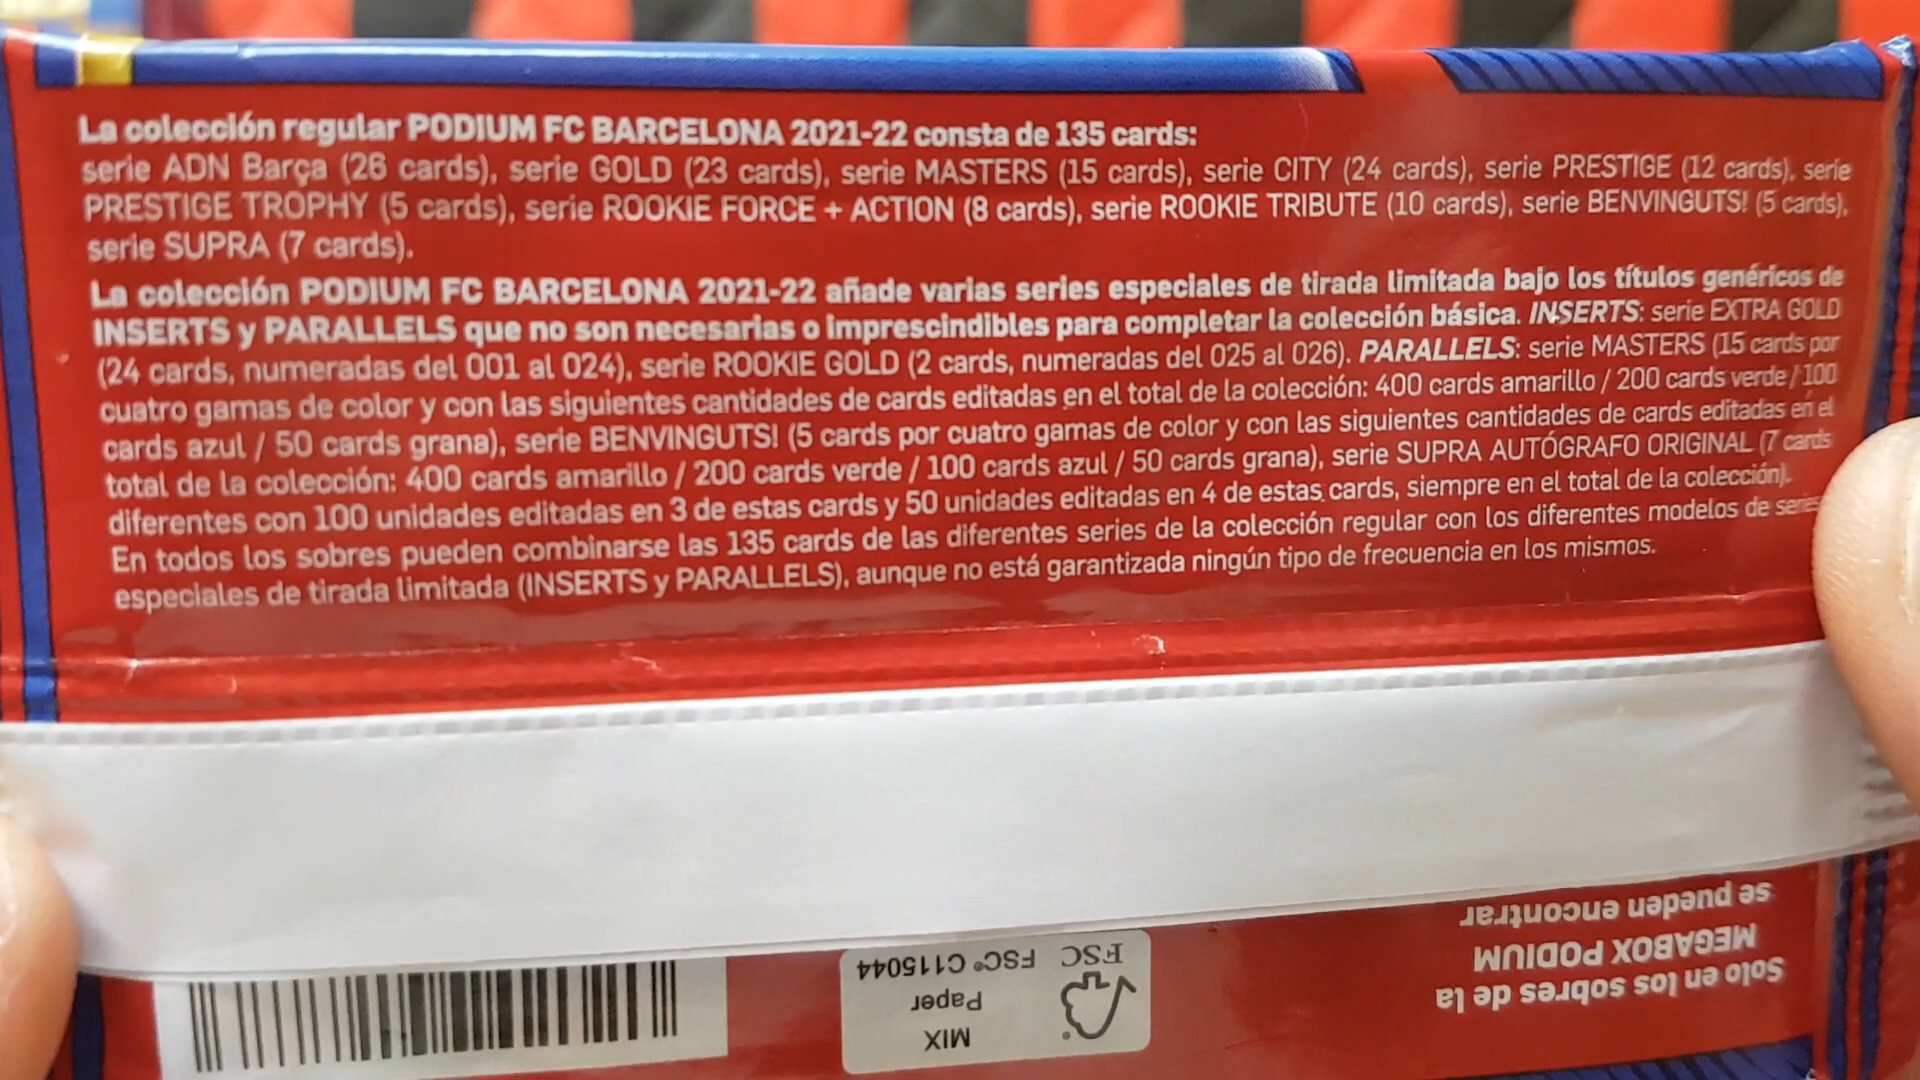 La colección regular PODIUM FC BARCELONA 2021-22 consta de 135 cards:
serie ADN Barça (26 cards), serie GOLD (23 cards), serie MASTERS (15 cards), serie CITY (24 cards), serie PRESTIGE (12 cards), serie
PRESTIGE TROPHY (5 cards), serie ROOKIE FORCE + ACTION (8 cards), serie ROOKIE TRIBUTE (10 cards), serie BENVINGUTS! (5 cards),
serie SUPRA (7 cards).
La colección PODIUM FC BARCELONA 2021-22 añade varias series especiales de tirada limitada bajo los títulos genéricos de
INSERTS y PARALLELS que no son necesarias o imprescindibles para completar la colección básica. INSERTS: serie EXTRA GOLD
(24 cards, numeradas del 001 al 024), serie ROOKIE GOLD (2 cards, numeradas del 025 al 026). PARALLELS: serie MASTERS (15 cards por
cuatro gamas de color y con las siguientes cantidades de cards editadas en el total de la colección: 400 cards amarillo / 200 cards verde / 100
cards azul / 50 cards grana), serie BENVINGUTS! (5 cards por cuatro gamas de color y con las siguientes cantidades de cards editadas en el
total de la colección: 400 cards amarillo / 200 cards verde / 100 cards azul / 50 cards grana), serie SUPRA AUTÓGRAFO ORIGINAL (7 cards
diferentes con 100 unidades editadas en 3 de estas cards y 50 unidades editadas en 4 de estas cards, siempre en el total de la colección).
En todos los sobres pueden combinarse las 135 cards de las diferentes series de la colección regular con los diferentes modelos de series
especiales de tirada limitada (INSERTS y PARALLELS), aunque no está garantizada ningún tipo de frecuencia en los mismos.
Solo en los sobres de la
MEGABOX PODIUM
se pueden encontrar
MIX
Paper
FSC FSC® C115044